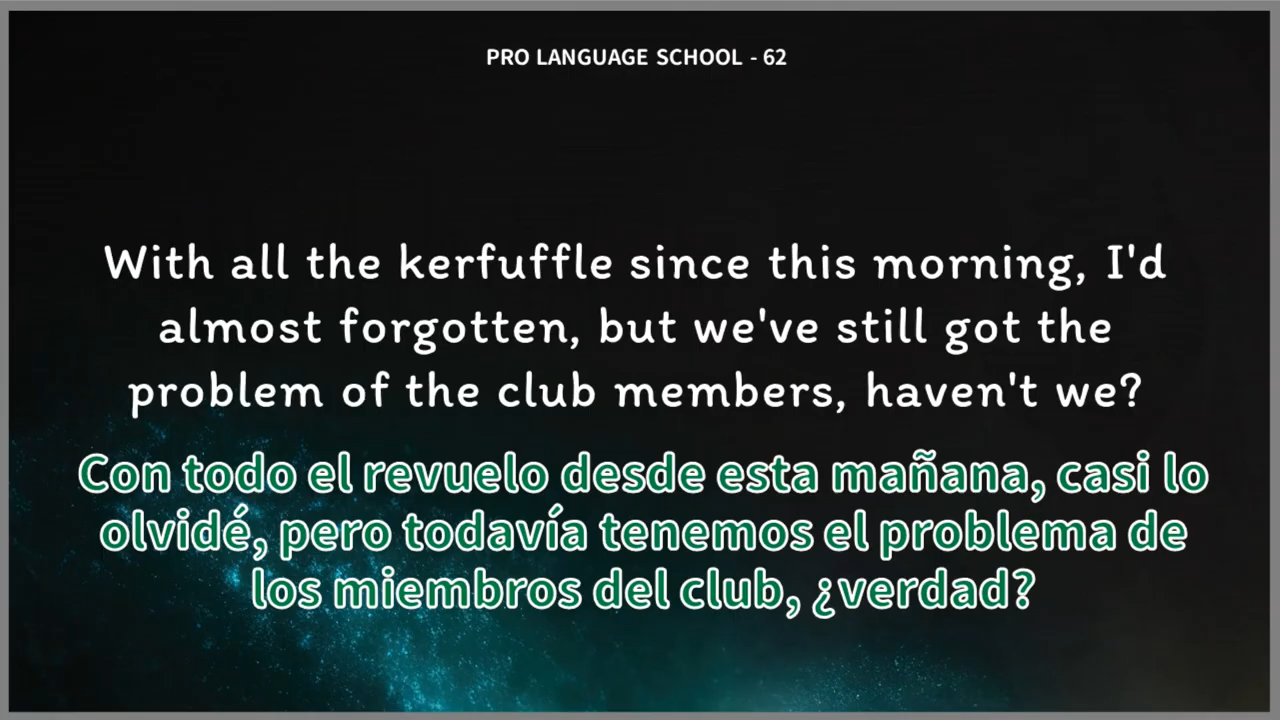 PRO LANGUAGE SCHOOL - 62
With all the kerfuffle since this morning, I'd
almost forgotten, but we've still got the
problem of the club members, haven't we?
Con todo el revuelo desde esta mañana, casi lo
olvidé, pero todavía tenemos el problema de
los miembros del club, ¿verdad?